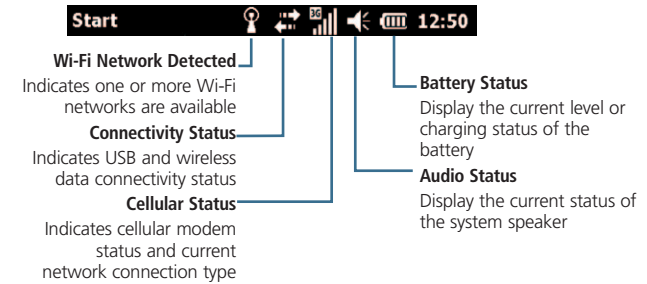 Start 3G 12:50
Wi-Fi Network Detected
Indicates one or more Wi-Fi
networks are available
Connectivity Status
Indicates USB and wireless
data connectivity status
Cellular Status
Indicates cellular modem
status and current
network connection type
Battery Status
Display the current level or
charging status of the
battery
Audio Status
Display the current status of
the system speaker